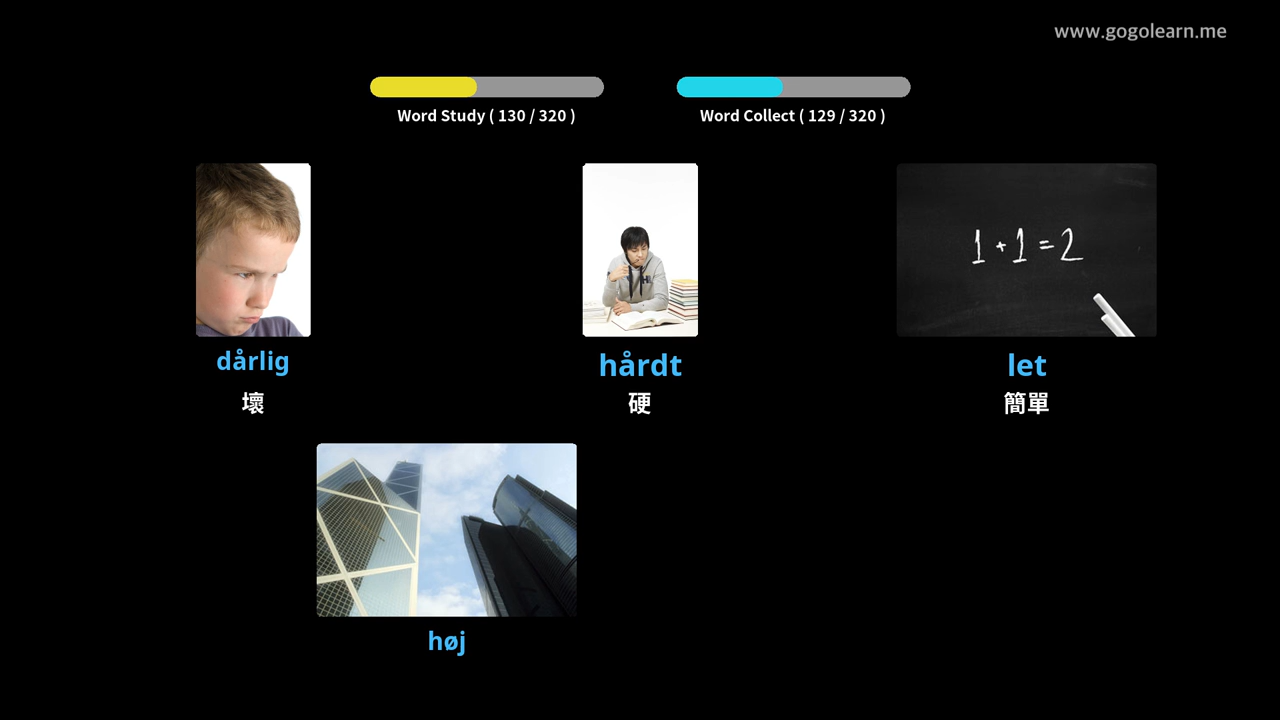 www.gogolearn.me
Word Study ( 130 / 320 )
Word Collect ( 129 / 320 )
1 + 1 = 2
dårlig
hårdt
let
壞
硬
簡單
høj